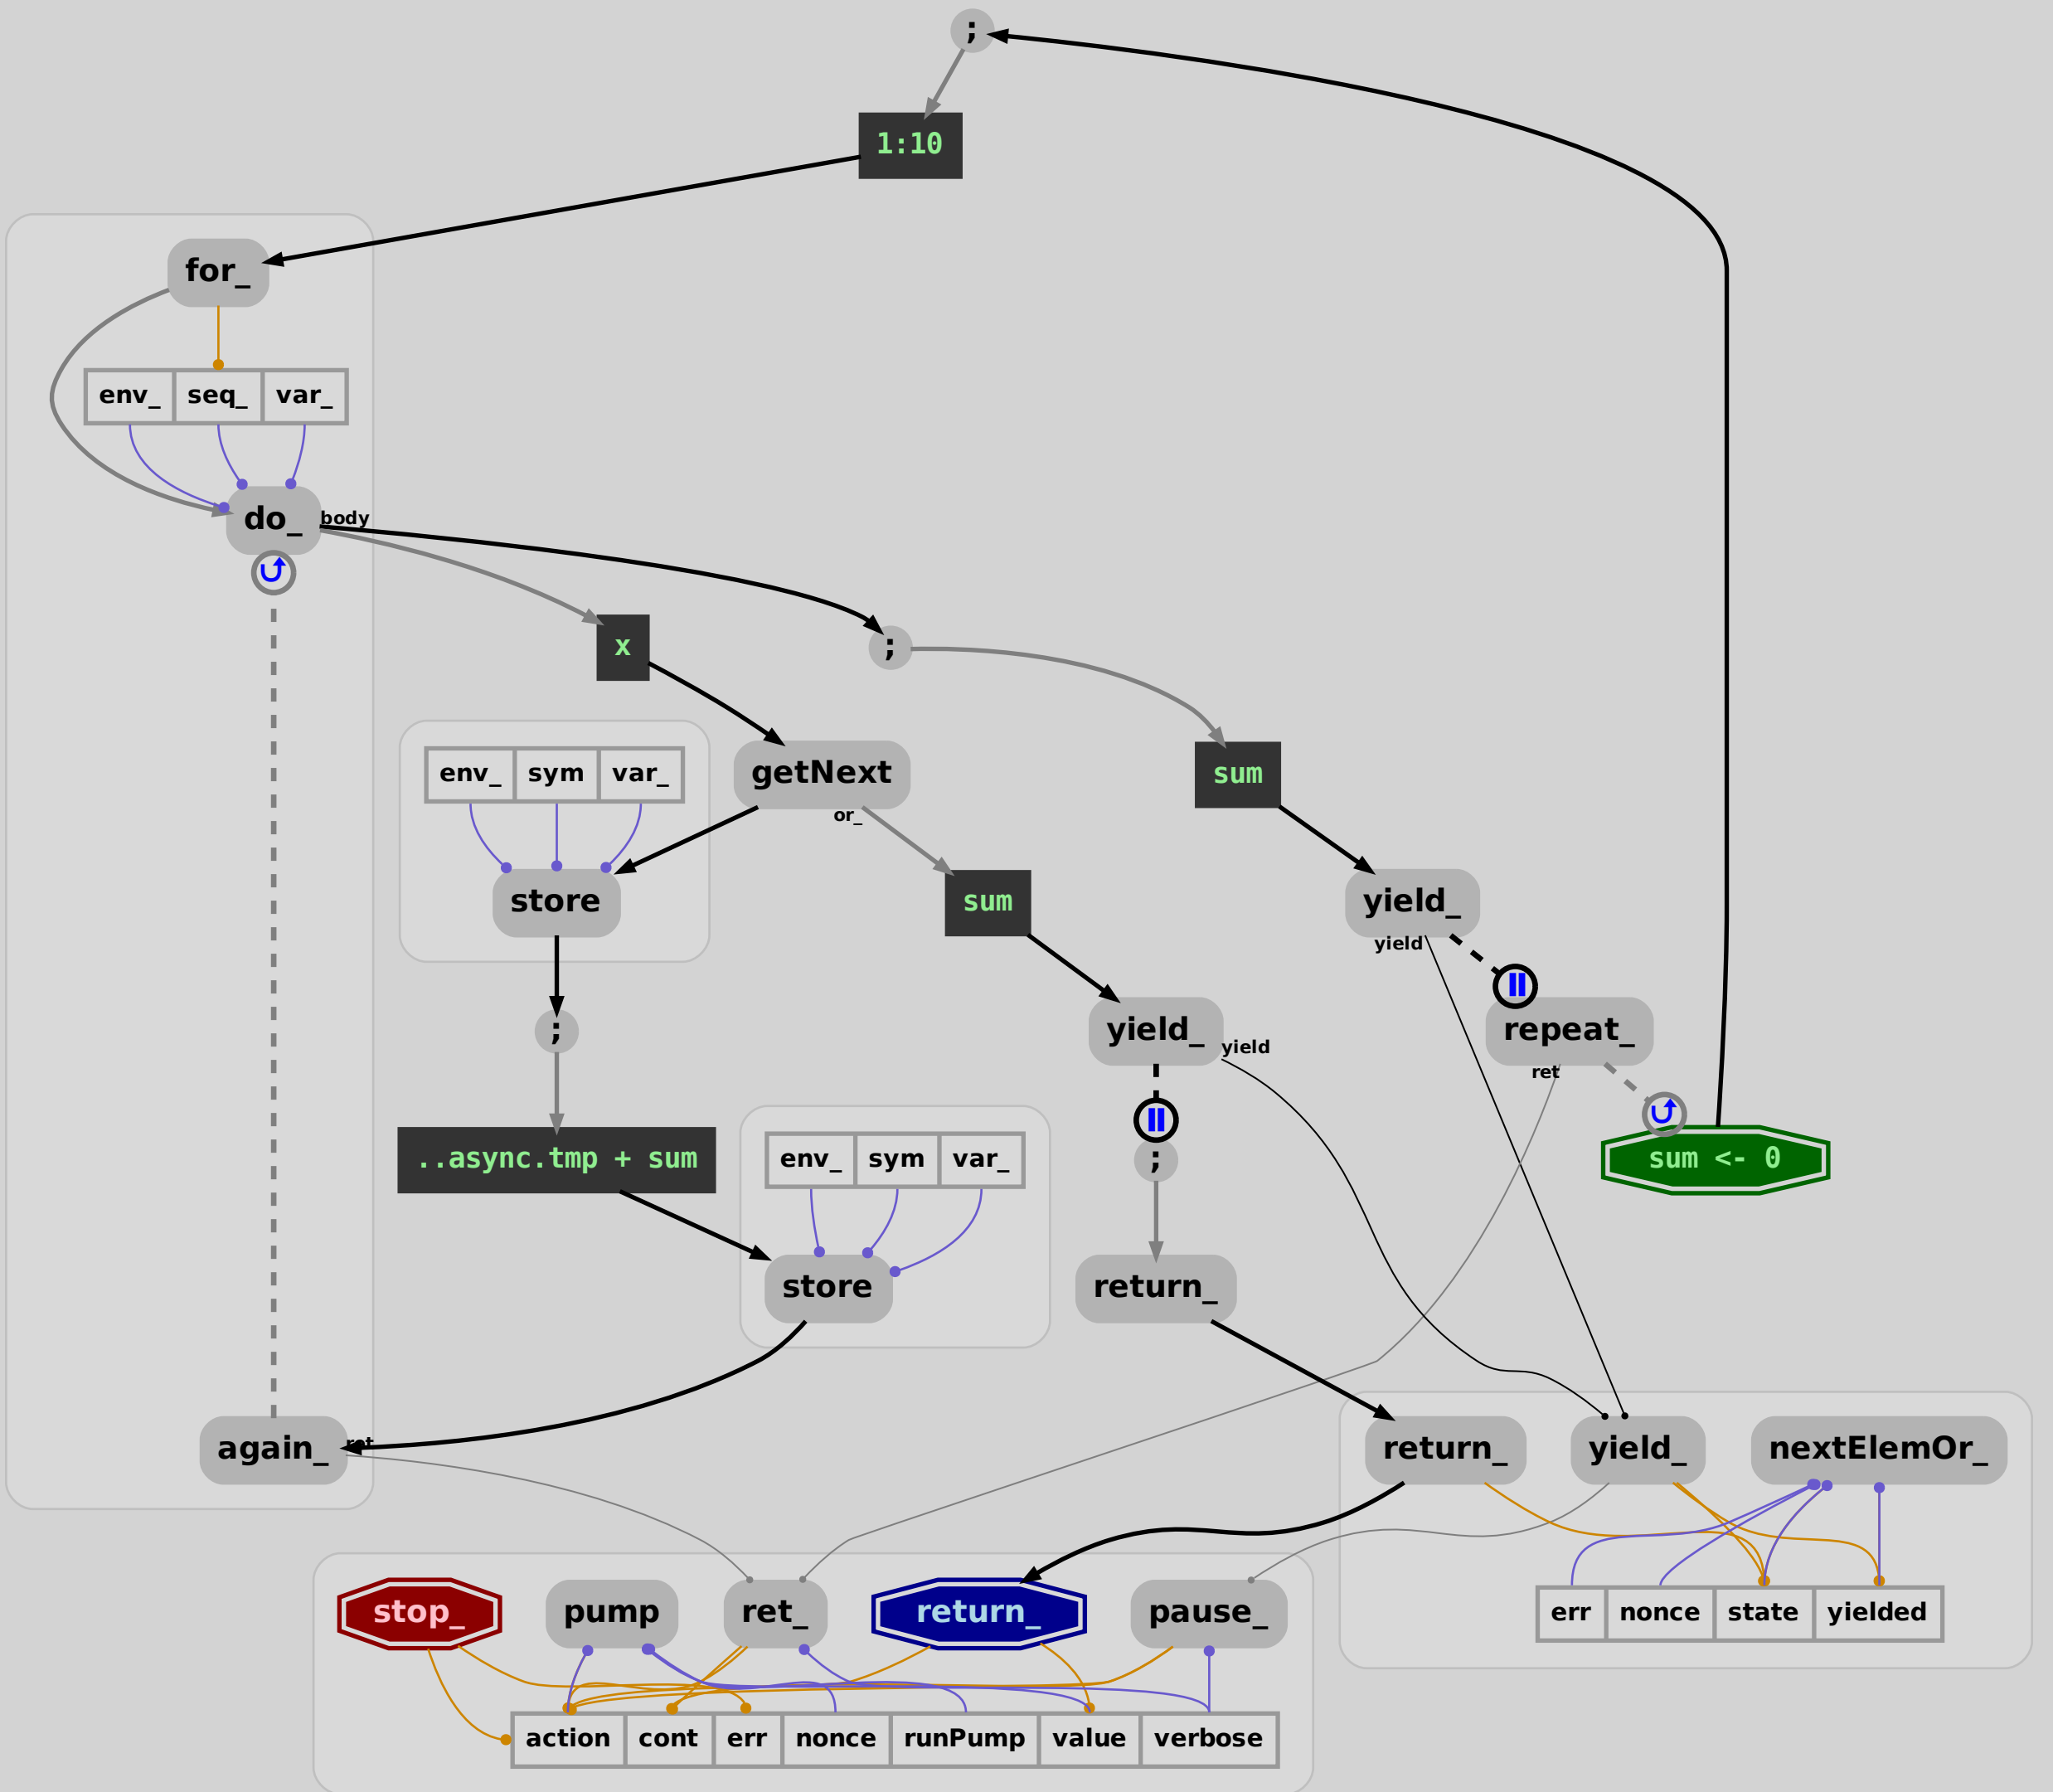 ;
1:10
for_
env_ seq_ var_
do_
body
x
;
env_ sym var_
getNext
or_
sum
store
sum
yield_
yield
;
yield_
yield
repeat_
ret
..async.tmp + sum
env_ sym var_
;
sum <- 0
store
return_
again_
ret
return_
yield_
nextElemOr_
stop_
pump
ret_
return_
pause_
err nonce state yielded
action cont err nonce runPump value verbose